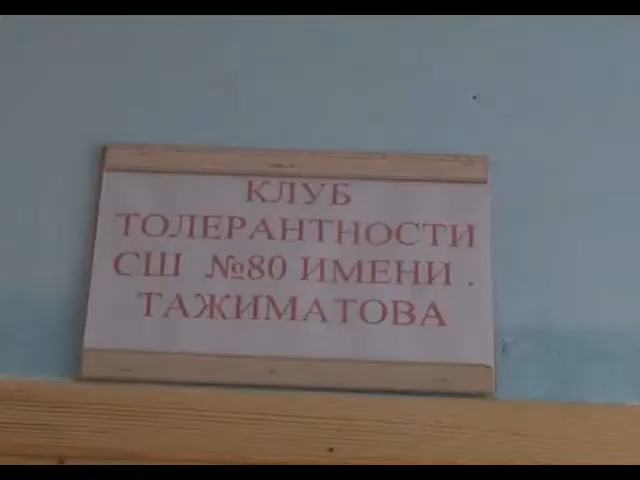 КЛУБ
ТОЛЕРАНТНОСТИ
СШ №80 ИМЕНИ .
ТАЖИМАТОВА